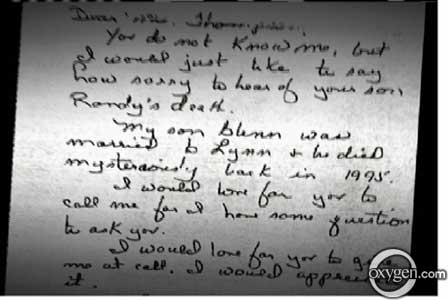 Dear Mrs. Thompson,
You do not know me, but
I would just like to say
how sorry to hear of your son
Randy's death.
My son Glenn was
married to Lynn & he died
mysteriously back in 1995.
I would love for you to
call me for I have some question
to ask you.
I would love for you to give
me at call. I would appreciate
it.
oxygen.com